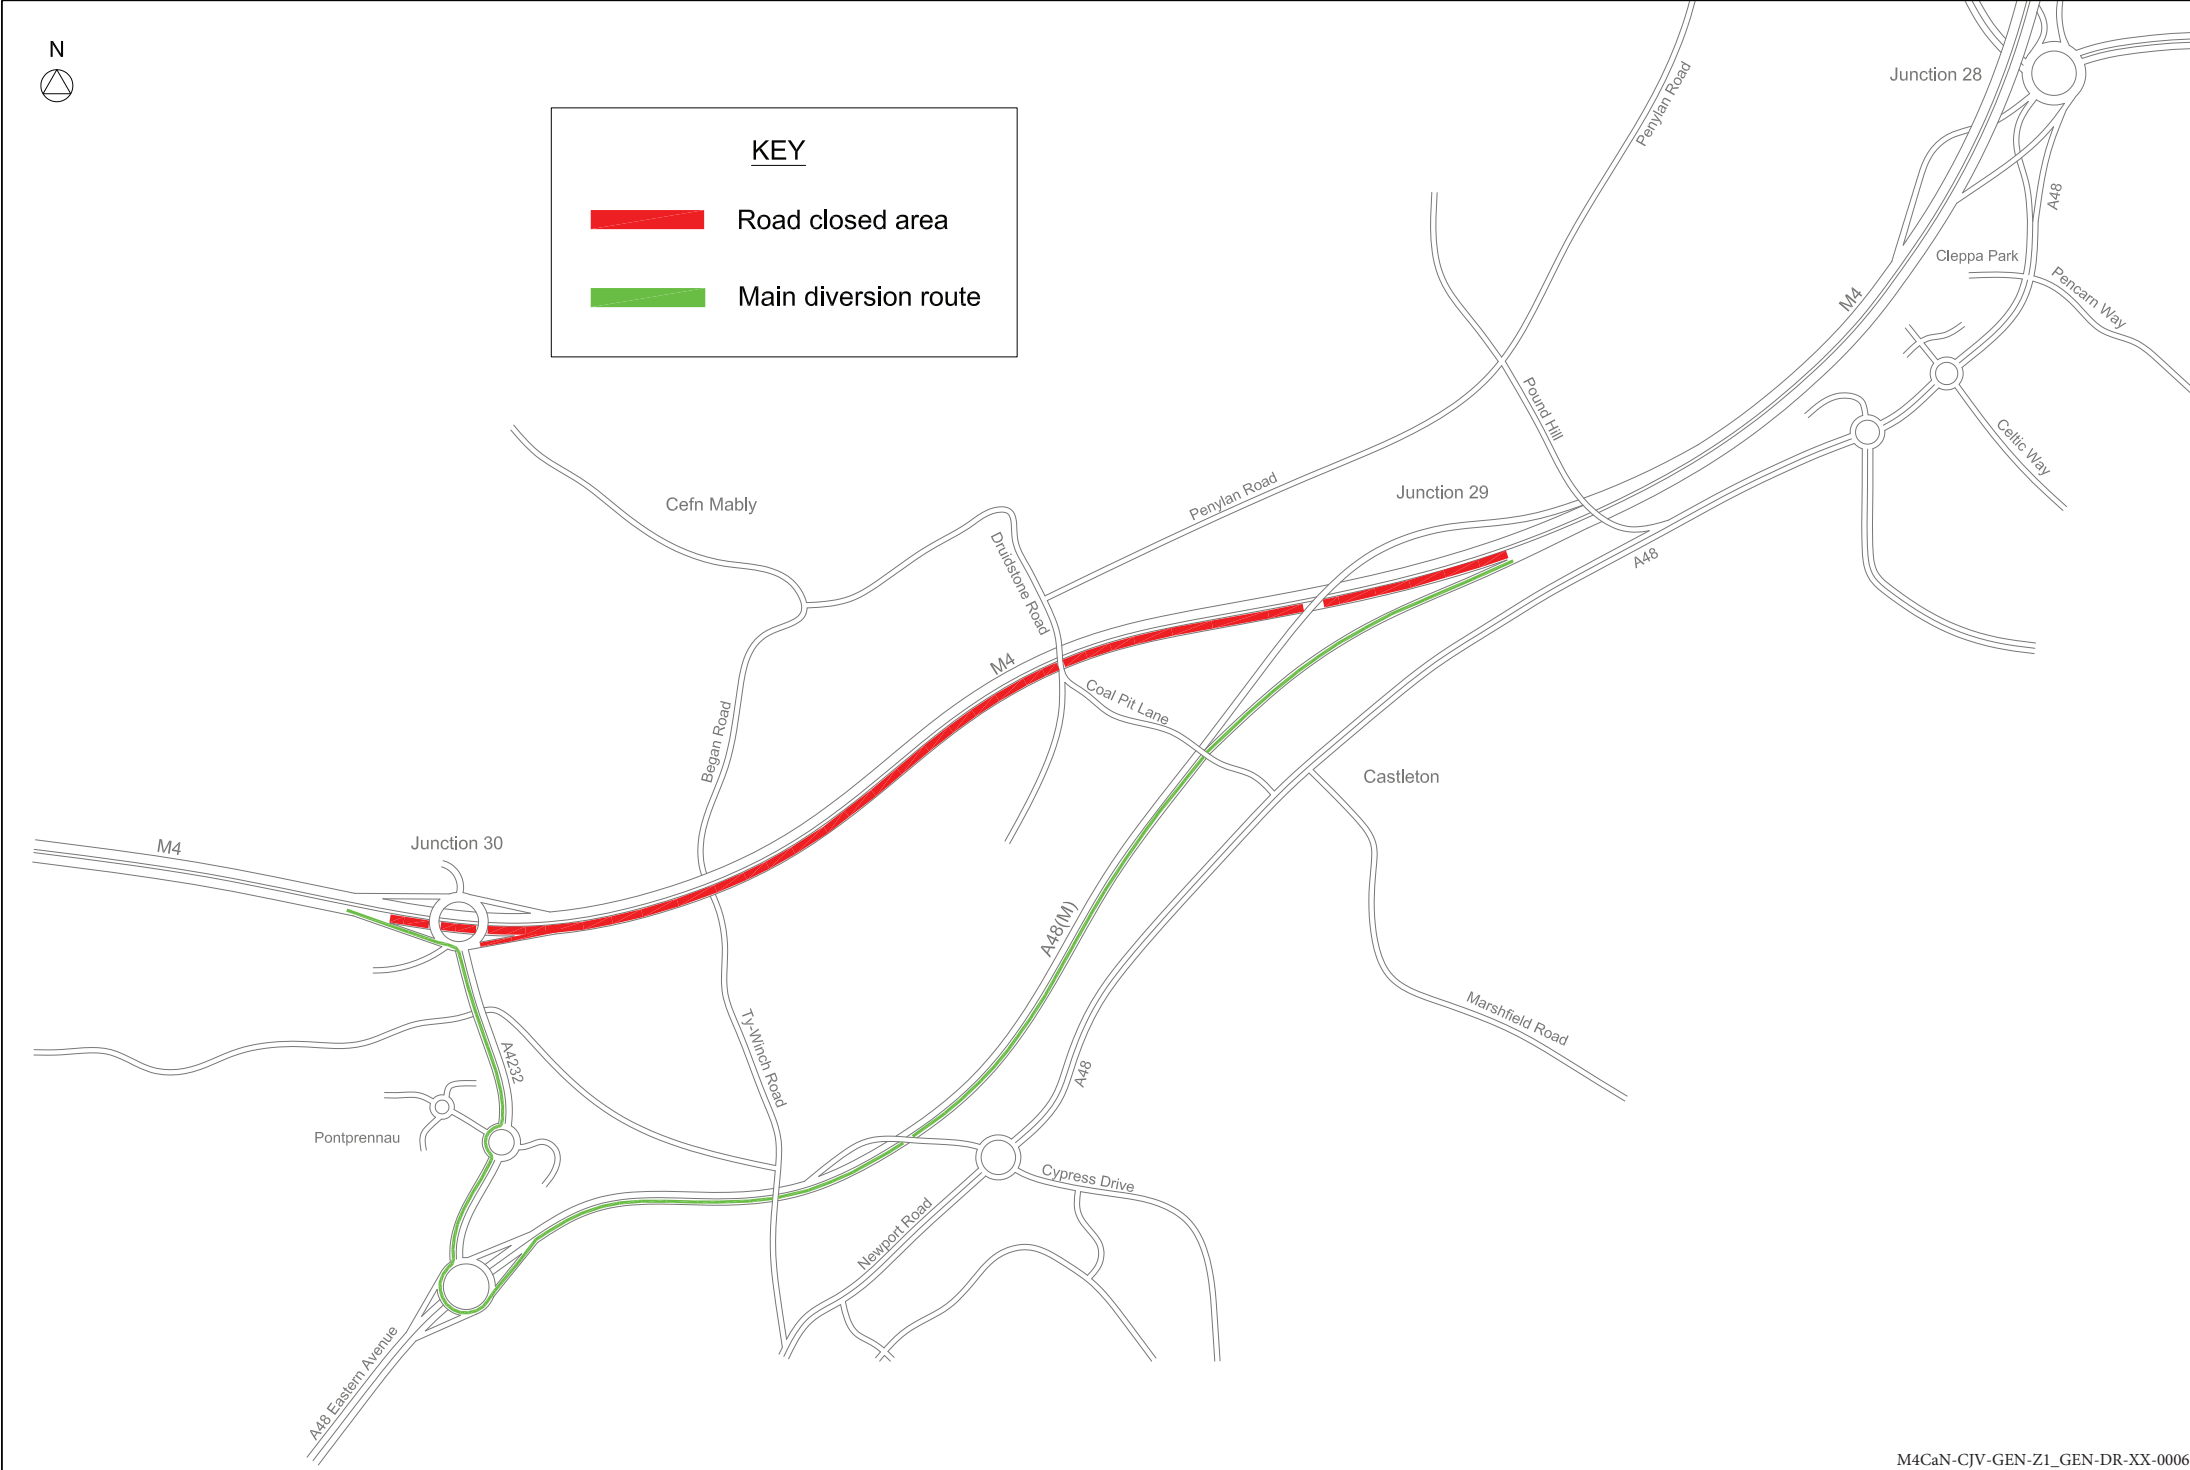 N
KEY
Road closed area
Main diversion route
Junction 28
Penylan Road
A48
Cleppa Park
Pencarn Way
M4
Pound Hill
Celtic Way
Cefn Mably
Penylan Road
Junction 29
Druidstone Road
A48
M4
Coal Pit Lane
Began Road
Castleton
M4
Junction 30
A48(M)
Marshfield Road
A4232
Ty-Winch Road
A48
Pontprennau
Cypress Drive
Newport Road
A48 Eastern Avenue
M4CaN-CJV-GEN-Z1_GEN-DR-XX-0006